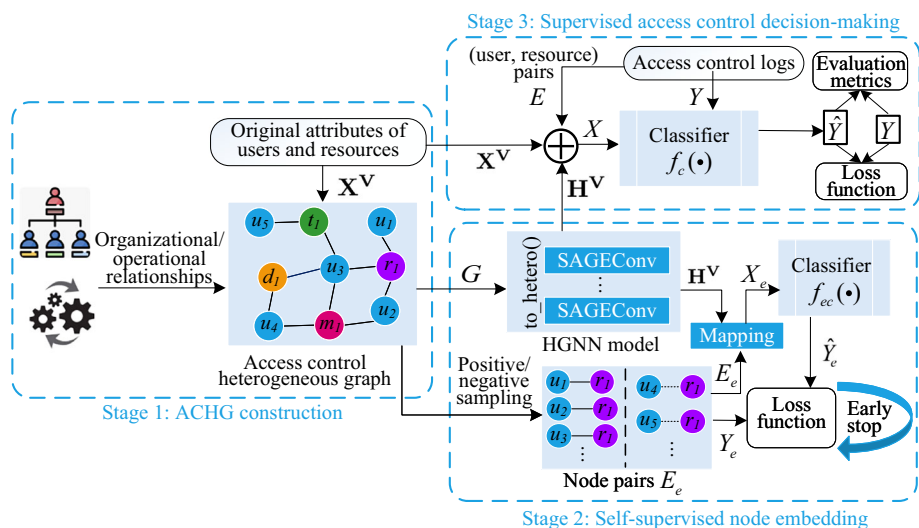 Stage 3: Supervised access control decision-making
(user, resource)
pairs
Access control logs
Evaluation
metrics
E
Y
Original attributes of
users and resources
X^V
X
Classifier
f_c(•)
Ŷ
Y
Loss
function
X^V
H^V
u_5
t_1
u_1
Organizational/
operational
relationships
d_1
u_3
r_1
u_4
m_1
u_2
Access control
heterogeneous graph
Stage 1: ACHG construction
G
to_hetero()
SAGEConv
⋮
SAGEConv
HGNN model
H^V
X_e
Classifier
f_ec(•)
Mapping
Ŷ_e
Positive/
negative
sampling
E_e
u_1 r_1
u_2 r_1
u_3 r_1
⋮
u_4 r_1
u_5 r_1
⋮
Y_e
Loss
function
Early
stop
Node pairs E_e
Stage 2: Self-supervised node embedding